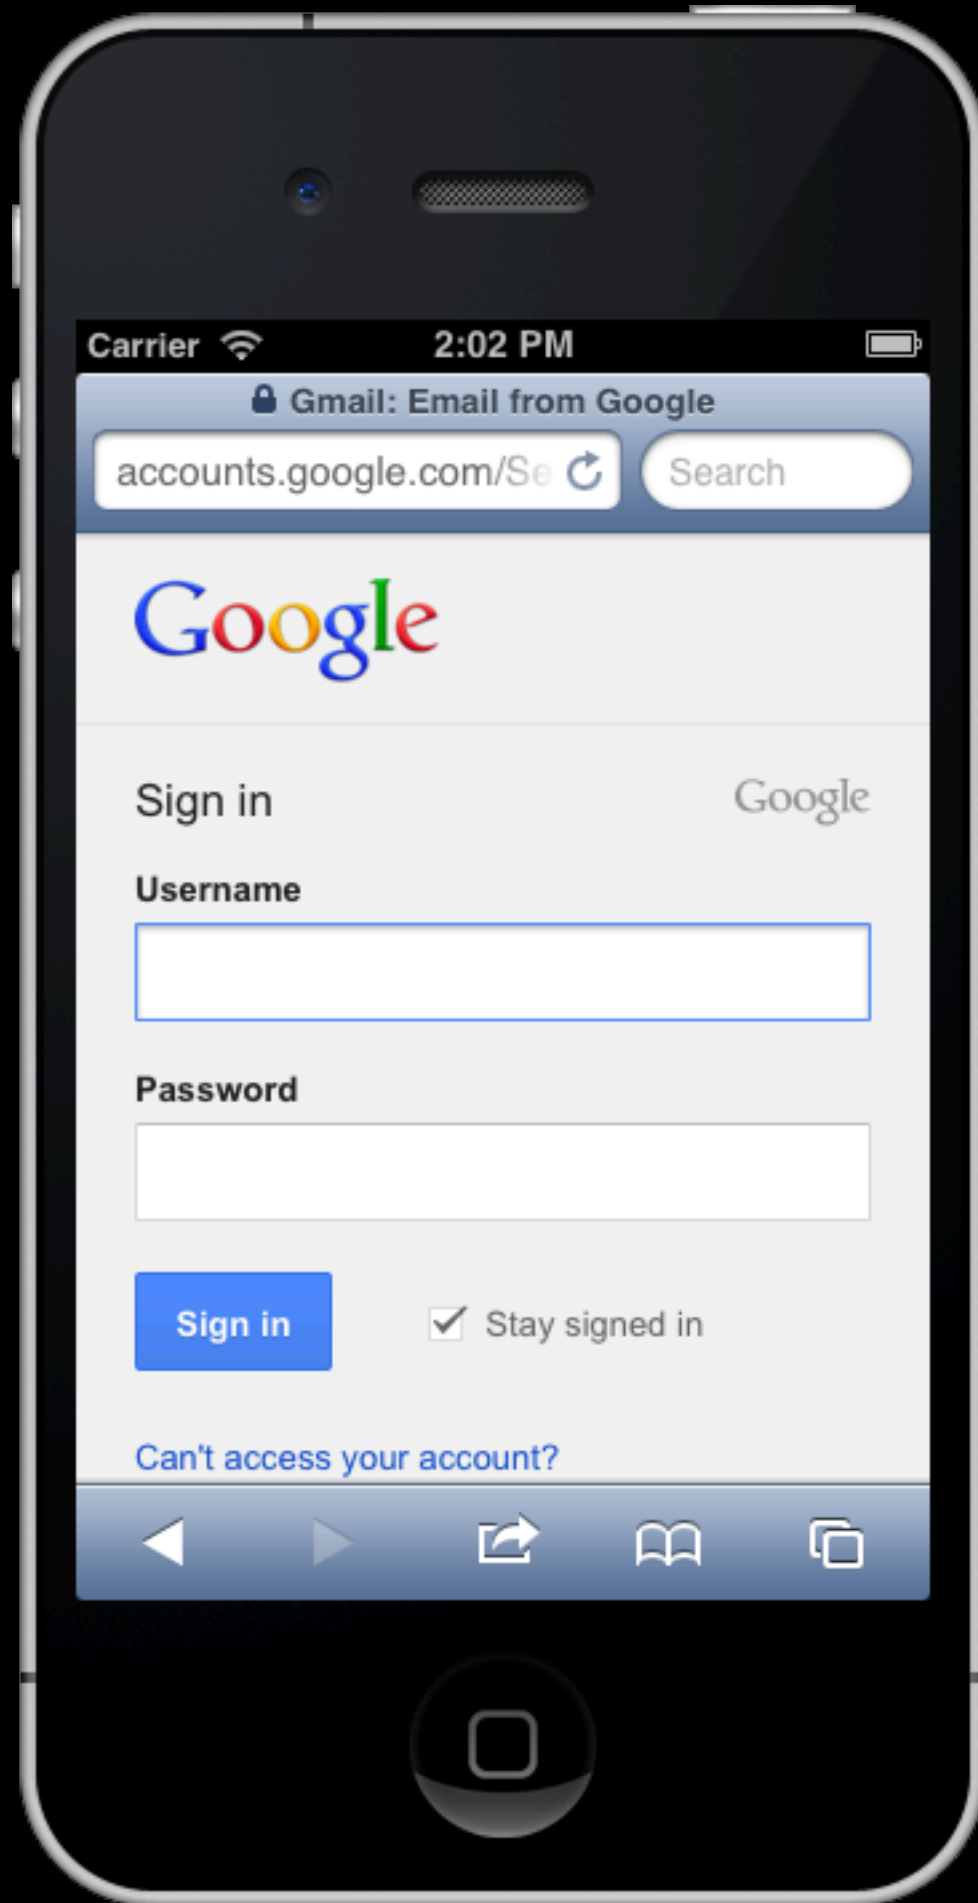 Carrier 2:02 PM
Gmail: Email from Google
accounts.google.com/Se Search
Google
Sign in Google
Username
Password
Sign in Stay signed in
Can't access your account?